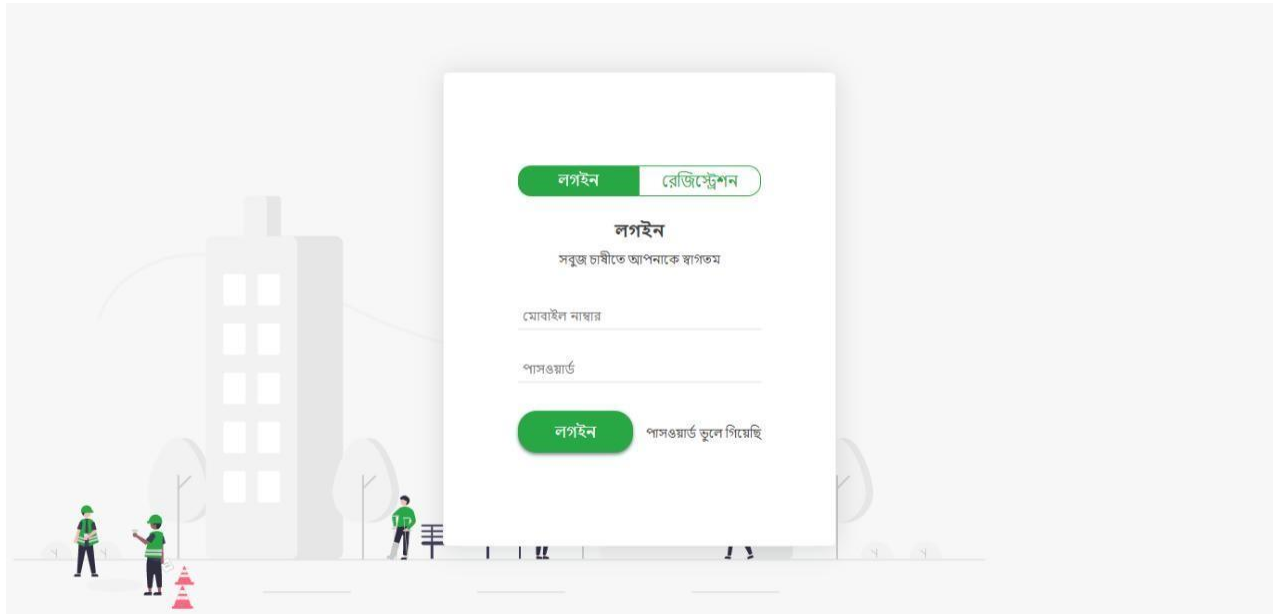 লগইন রেজিস্ট্রেশন
লগইন
সবুজ চাষীতে আপনাকে স্বাগতম
মোবাইল নাম্বার
পাসওয়ার্ড
লগইন পাসওয়ার্ড ভুলে গিয়েছি